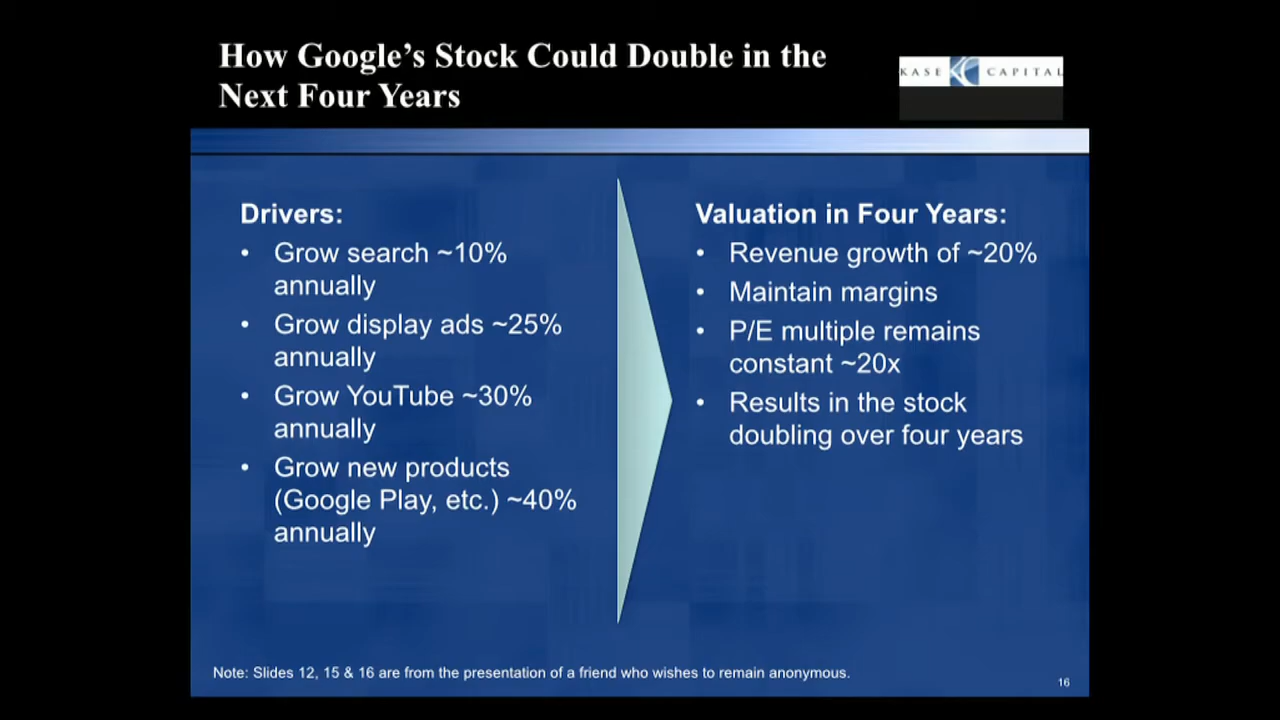 How Google's Stock Could Double in the
Next Four Years
KASE KC CAPITAL
Drivers:
• Grow search ~10%
annually
• Grow display ads ~25%
annually
• Grow YouTube ~30%
annually
• Grow new products
(Google Play, etc.) ~40%
annually
Valuation in Four Years:
• Revenue growth of ~20%
• Maintain margins
• P/E multiple remains
constant ~20x
• Results in the stock
doubling over four years
Note: Slides 12, 15 & 16 are from the presentation of a friend who wishes to remain anonymous.
16